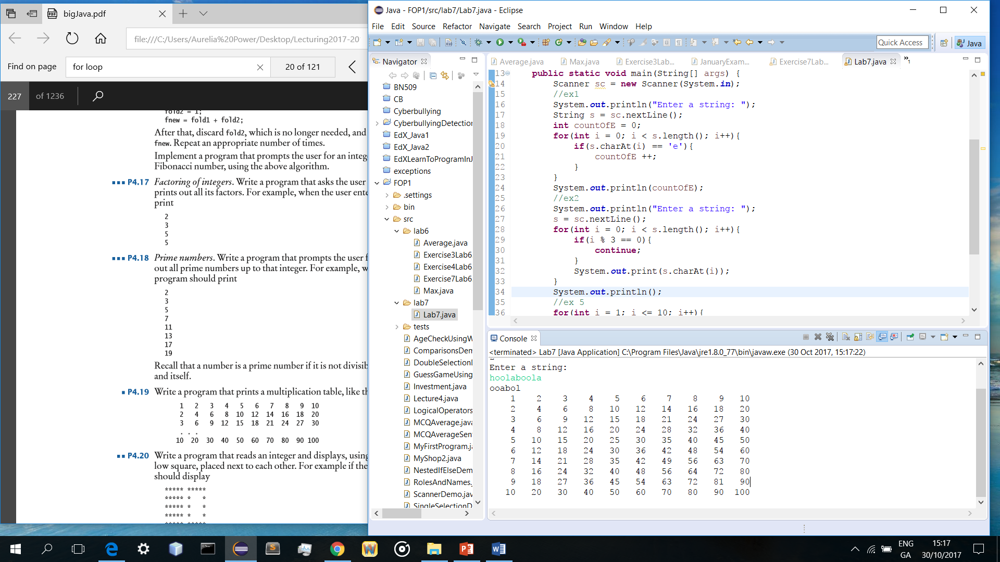 bigJava.pdf
file:///C:/Users/Aurelia%20Power/Desktop/Lecturing2017-20
Find on page
for loop
20 of 121
227
of 1236
fnew = fold1 + fold2;
After that, discard fold2, which is no longer needed, and
fnew. Repeat an appropriate number of times.
Implement a program that prompts the user for an integ
Fibonacci number, using the above algorithm.
P4.17 Factoring of integers. Write a program that asks the user
prints out all its factors. For example, when the user ente
print
2
3
5
5
P4.18 Prime numbers. Write a program that prompts the user f
out all prime numbers up to that integer. For example, w
program should print
2
3
5
7
11
13
17
19
Recall that a number is a prime number if it is not divisib
and itself.
P4.19 Write a program that prints a multiplication table, like th
1 2 3 4 5 6 7 8 9 10
2 4 6 8 10 12 14 16 18 20
3 6 9 12 15 18 21 24 27 30
. . .
10 20 30 40 50 60 70 80 90 100
P4.20 Write a program that reads an integer and displays, using
low square, placed next to each other. For example if the
should display
***** *****
***** *   *
***** *   *
***** *   *
***** *****
Java - FOP1/src/lab7/Lab7.java - Eclipse
File Edit Source Refactor Navigate Search Project Run Window Help
Quick Access
Java
Navigator
BN509
CB
Cyberbullying
CyberbullyingDetection
EdX_Java1
EdX_Java2
EdXLearnToProgramInJ
exceptions
FOP1
.settings
bin
src
lab6
Average.java
Exercise3Lab6
Exercise4Lab6
Exercise7Lab6
Max.java
lab7
Lab7.java
tests
AgeCheckUsingW
ComparisonsDem
DoubleSelectionI
GuessGameUsing
Investment.java
Lecture4.java
LogicalOperators
MCQAverage.java
MCQAverageSen
MyFirstProgram.ja
MyShop2.java
NestedIfElseDem
RolesAndNames.
ScannerDemo.jav
SingleSelectionD
Average.java
Max.java
Exercise3Lab...
JanuaryExam...
Exercise7Lab...
Lab7.java
»1
13 public static void main(String[] args) {
14 Scanner sc = new Scanner(System.in);
15 //ex1
16 System.out.println("Enter a string: ");
17 String s = sc.nextLine();
18 int countOfE = 0;
19 for(int i = 0; i < s.length(); i++){
20 if(s.charAt(i) == 'e'){
21 countOfE ++;
22 }
23 }
24 System.out.println(countOfE);
25 //ex2
26 System.out.println("Enter a string: ");
27 s = sc.nextLine();
28 for(int i = 0; i < s.length(); i++){
29 if(i % 3 == 0){
30 continue;
31 }
32 System.out.print(s.charAt(i));
33 }
34 System.out.println();
35 //ex 5
36 for(int i = 1; i <= 10; i++){
Console
<terminated> Lab7 [Java Application] C:\Program Files\Java\jre1.8.0_77\bin\javaw.exe (30 Oct 2017, 15:17:22)
Enter a string:
hoolaboola
ooabol
1 2 3 4 5 6 7 8 9 10
2 4 6 8 10 12 14 16 18 20
3 6 9 12 15 18 21 24 27 30
4 8 12 16 20 24 28 32 36 40
5 10 15 20 25 30 35 40 45 50
6 12 18 24 30 36 42 48 54 60
7 14 21 28 35 42 49 56 63 70
8 16 24 32 40 48 56 64 72 80
9 18 27 36 45 54 63 72 81 90
10 20 30 40 50 60 70 80 90 100
ENG
GA
15:17
30/10/2017